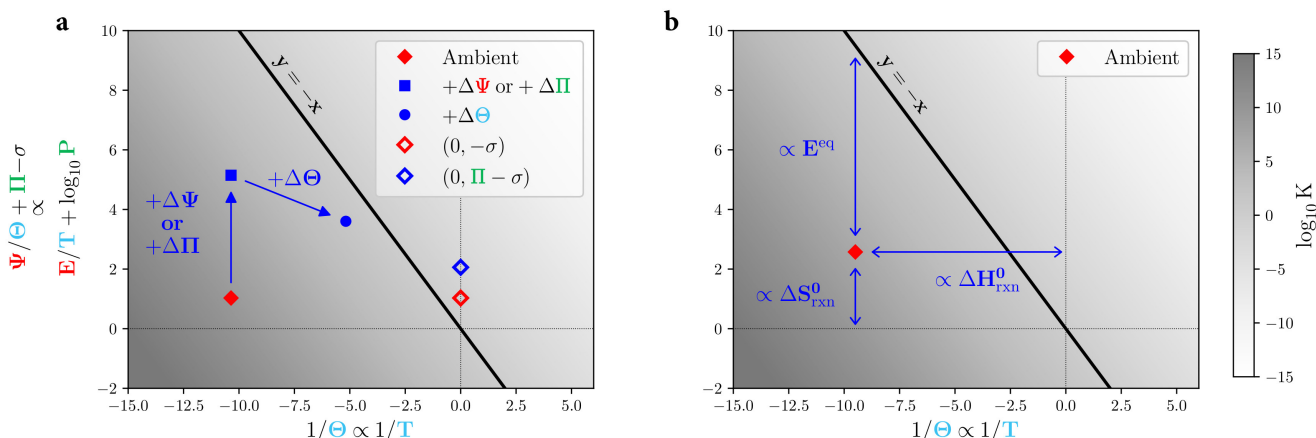 a
10
8
6
4
2
0
−2
−15.0
−12.5
−10.0
−7.5
−5.0
−2.5
0.0
2.5
5.0
1/Θ ∝ 1/T
Ψ/Θ + Π−σ
∝
E/T + log₁₀ P
y = −x
Ambient
+ΔΨ or + ΔΠ
+ΔΘ
(0, −σ)
(0, Π − σ)
+ΔΨ
or
+ΔΠ
+ΔΘ
b
10
8
6
4
2
0
−2
−15.0
−12.5
−10.0
−7.5
−5.0
−2.5
0.0
2.5
5.0
1/Θ ∝ 1/T
y = −x
Ambient
∝ E^eq
∝ ΔH⁰_rxn
∝ ΔS⁰_rxn
15
10
5
0
−5
−10
−15
log₁₀ K